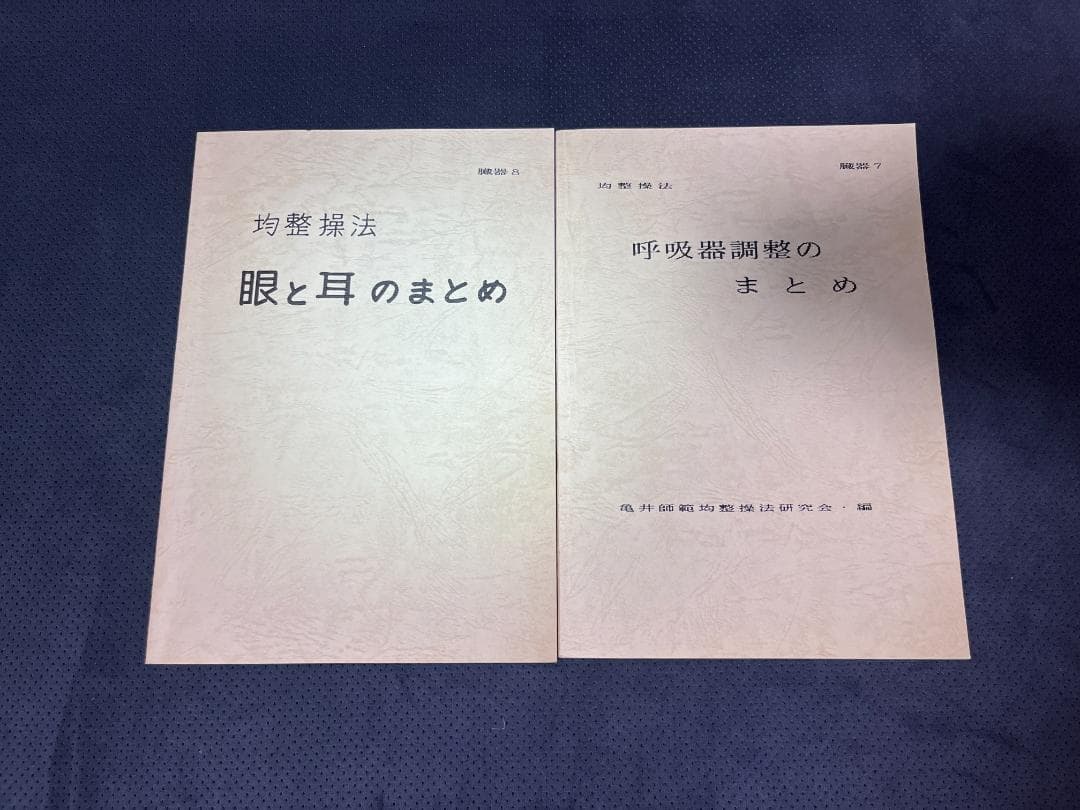 臓器8
均整操法
眼と耳のまとめ
臓器7
均整操法
呼吸器調整の
まとめ
亀井師範均整操法研究会・編